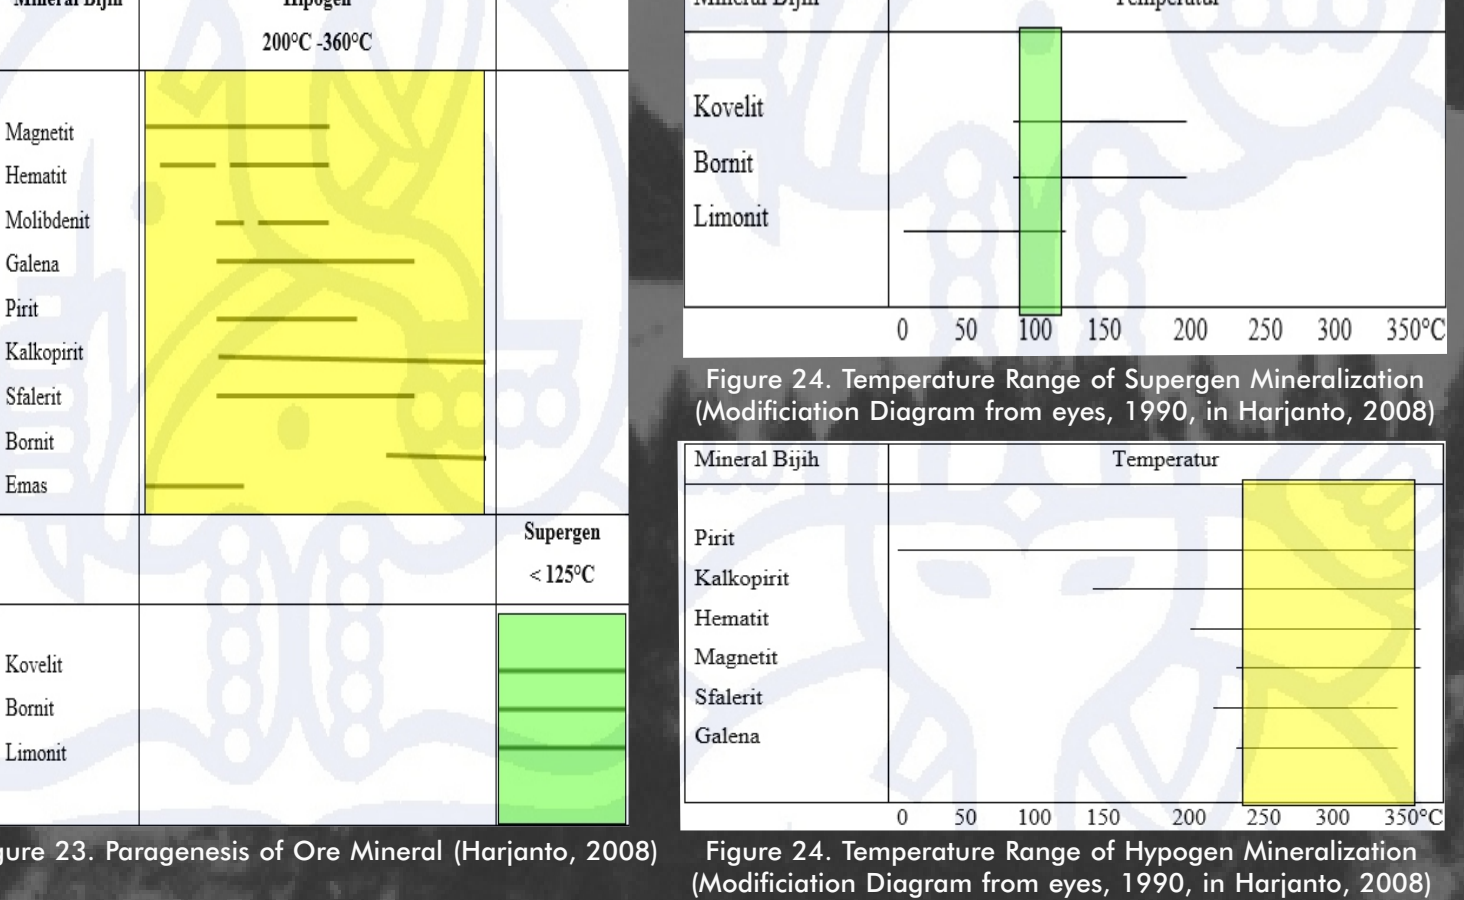 Mineral Bijih
Hipogen
200°C -360°C
Magnetit
Hematit
Molibdenit
Galena
Pirit
Kalkopirit
Sfalerit
Bornit
Emas
Supergen
< 125°C
Kovelit
Bornit
Limonit
gure 23. Paragenesis of Ore Mineral (Harjanto, 2008)
Mineral Bijih
Temperatur
Kovelit
Bornit
Limonit
0 50 100 150 200 250 300 350°C
Figure 24. Temperature Range of Supergen Mineralization
(Modificiation Diagram from eyes, 1990, in Harjanto, 2008)
Mineral Bijih
Temperatur
Pirit
Kalkopirit
Hematit
Magnetit
Sfalerit
Galena
0 50 100 150 200 250 300 350°C
Figure 24. Temperature Range of Hypogen Mineralization
(Modificiation Diagram from eyes, 1990, in Harjanto, 2008)